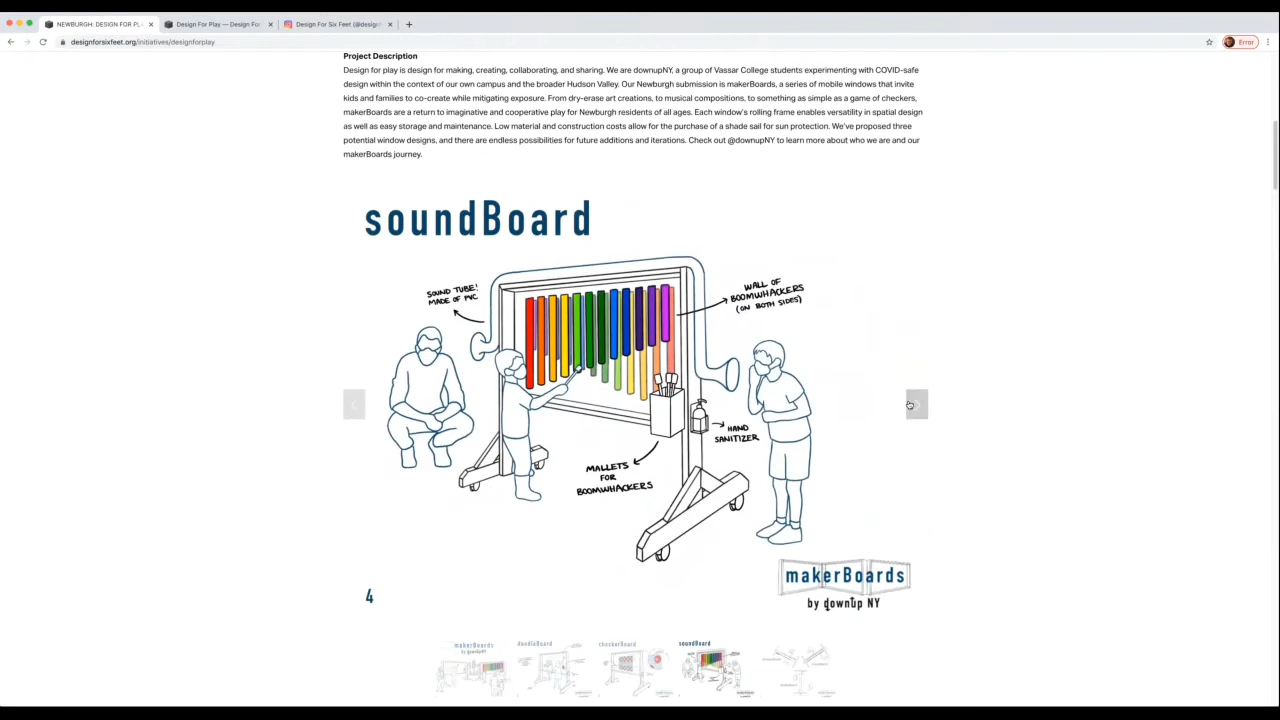 NEWBURGH: DESIGN FOR PL
Design For Play — Design For
Design For Six Feet (@design
designforsixfeet.org/initiatives/designforplay
Error
Project Description
Design for play is design for making, creating, collaborating, and sharing. We are downupNY, a group of Vassar College students experimenting with COVID-safe
design within the context of our own campus and the broader Hudson Valley. Our Newburgh submission is makerBoards, a series of mobile windows that invite
kids and families to co-create while mitigating exposure. From dry-erase art creations, to musical compositions, to something as simple as a game of checkers,
makerBoards are a return to imaginative and cooperative play for Newburgh residents of all ages. Each window's rolling frame enables versatility in spatial design
as well as easy storage and maintenance. Low material and construction costs allow for the purchase of a shade sail for sun protection. We've proposed three
potential window designs, and there are endless possibilities for future additions and iterations. Check out @downupNY to learn more about who we are and our
makerBoards journey.
soundBoard
SOUND TUBE!
MADE OF PVC
WALL OF
BOOMWHACKERS
(ON BOTH SIDES)
HAND
SANITIZER
MALLETS
FOR
BOOMWHACKERS
makerBoards
by downup NY
4
makerBoards
by downupNY
doodleBoard
checkerBoard
soundBoard